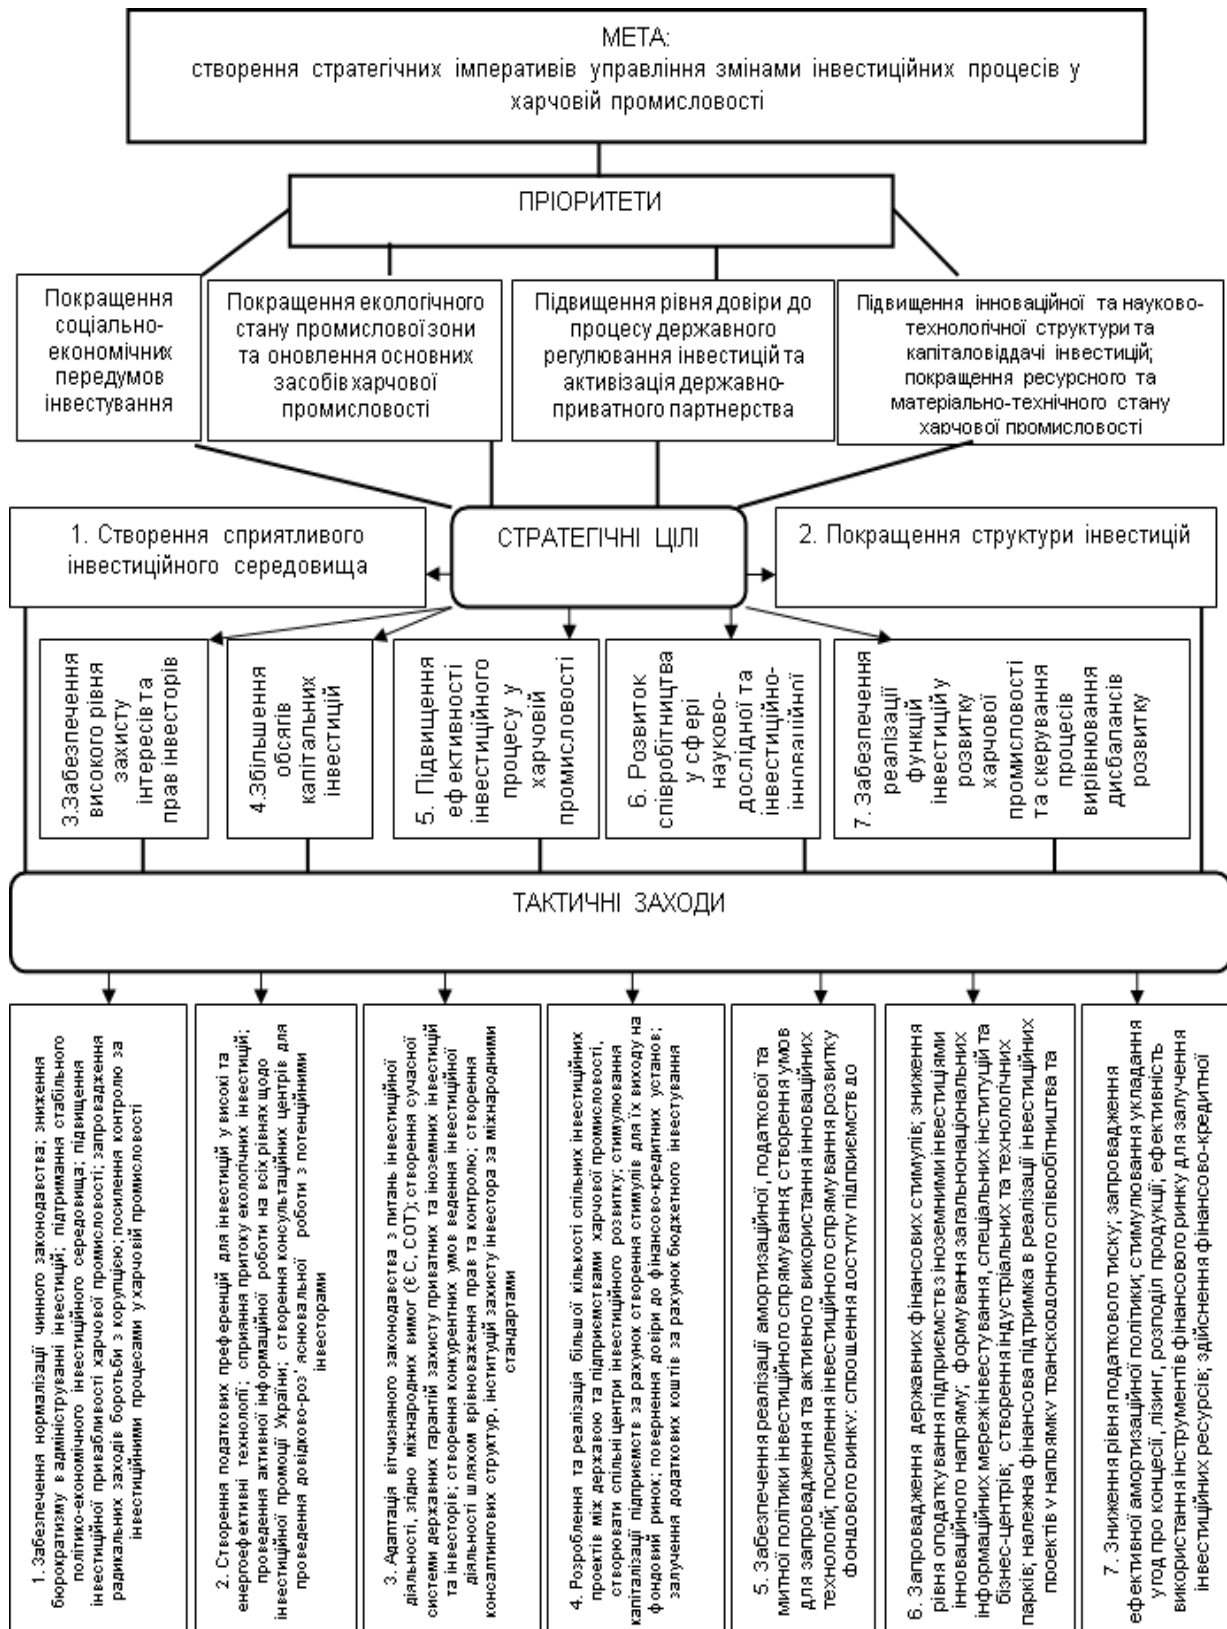 МЕТА:
створення стратегічних імперативів управління змінами інвестиційних процесів у
харчовій промисловості
ПРІОРИТЕТИ
Покращення
соціально-
економічних
передумов
інвестування
Покращення екологічного
стану промислової зони
та оновлення основних
засобів харчової
промисловості
Підвищення рівня довіри до
процесу державного
регулювання інвестицій та
активізація державно-
приватного партнерства
Підвищення інноваційної та науково-
технологічної структури та
капіталовіддачі інвестицій;
покращення ресурсного та
матеріально-технічного стану
харчової промисловості
1. Створення сприятливого
інвестиційного середовища
СТРАТЕГІЧНІ ЦІЛІ
2. Покращення структури інвестицій
3.Забезпечення
високого рівня
захисту
інтересів та
прав інвесторів
4.Збільшення
обсягів
капітальних
інвестицій
5. Підвищення
ефективності
інвестиційного
процесу у
харчовій
промисловості
6. Розвиток
співробітництва
у сфері
науково-
дослідної та
інвестиційно-
інноваційної
7. Забезпечення
реалізації
функцій
інвестицій у
розвитку
харчової
промисловості
та скерування
процесів
вирівнювання
дисбалансів
розвитку
ТАКТИЧНІ ЗАХОДИ
1. Забезпечення нормалізації чинного законодавства; зниження
бюрократизму в адмініструванні інвестицій; підтримання стабільного
політико-економічного інвестиційного середовища; підвищення
інвестиційної привабливості харчової промисловості; запровадження
радикальних заходів боротьби з корупцією; посилення контролю за
інвестиційними процесами у харчовій промисловості
2. Створення податкових преференцій для інвестицій у високі та
енергоефективні технології; сприяння притоку екологічних інвестицій;
проведення активної інформаційної роботи на всіх рівнях щодо
інвестиційної промоції України; створення консультаційних центрів для
проведення довідково-роз' яснювальної роботи з потенційними
інвесторами
3. Адаптація вітчизняного законодавства з питань інвестиційної
діяльності, згідно міжнародних вимог (ЄС, СОТ); створення сучасної
системи державних гарантій захисту приватних та іноземних інвестицій
та інвесторів; створення конкурентних умов ведення інвестиційної
діяльності шляхом врівноваження прав та контролю; створення
консалтингових структур, інституцій захисту інвестора за міжнародними
стандартами
4. Розроблення та реалізація більшої кількості спільних інвестиційних
проектів між державою та підприємствами харчової промисловості,
створювати спільні центри інвестиційного розвитку; стимулювання
капіталізації підприємств за рахунок створення стимулів для їх виходу на
фондовий ринок; повернення довіри до фінансово-кредитних установ;
залучення додаткових коштів за рахунок бюджетного інвестування
5. Забезпечення реалізації амортизаційної, податкової та
митної політики інвестиційного спрямування; створення умов
для запровадження та активного використання інноваційних
технологій; посилення інвестиційного спрямування розвитку
фондового ринку; спрощення доступу підприємств до
6. Запровадження державних фінансових стимулів; зниження
рівня оподаткування підприємств з іноземними інвестиціями
інноваційного напряму; формування загальнонаціональних
інформаційних мереж інвестування, спеціальних інституцій та
бізнес-центрів; створення індустріальних та технологічних
парків; належна фінансова підтримка в реалізації інвестиційних
проектів у напрямку транскордонного співробітництва та
7. Зниження рівня податкового тиску; запровадження
ефективної амортизаційної політики; стимулювання укладання
угод про концесії, лізинг, розподіл продукції; ефективність
використання інструментів фінансового ринку для залучення
інвестиційних ресурсів; здійснення фінансово-кредитної